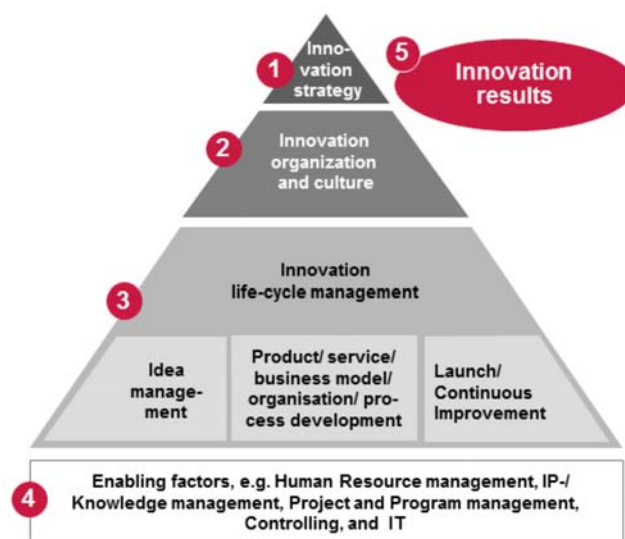 1
Inno-
vation
strategy
5
Innovation
results
2
Innovation
organization
and culture
3
Innovation
life-cycle management
Idea
manage-
ment
Product/ service/
business model/
organisation/ pro-
cess development
Launch/
Continuous
Improvement
4
Enabling factors, e.g. Human Resource management, IP-/
Knowledge management, Project and Program management,
Controlling, and IT